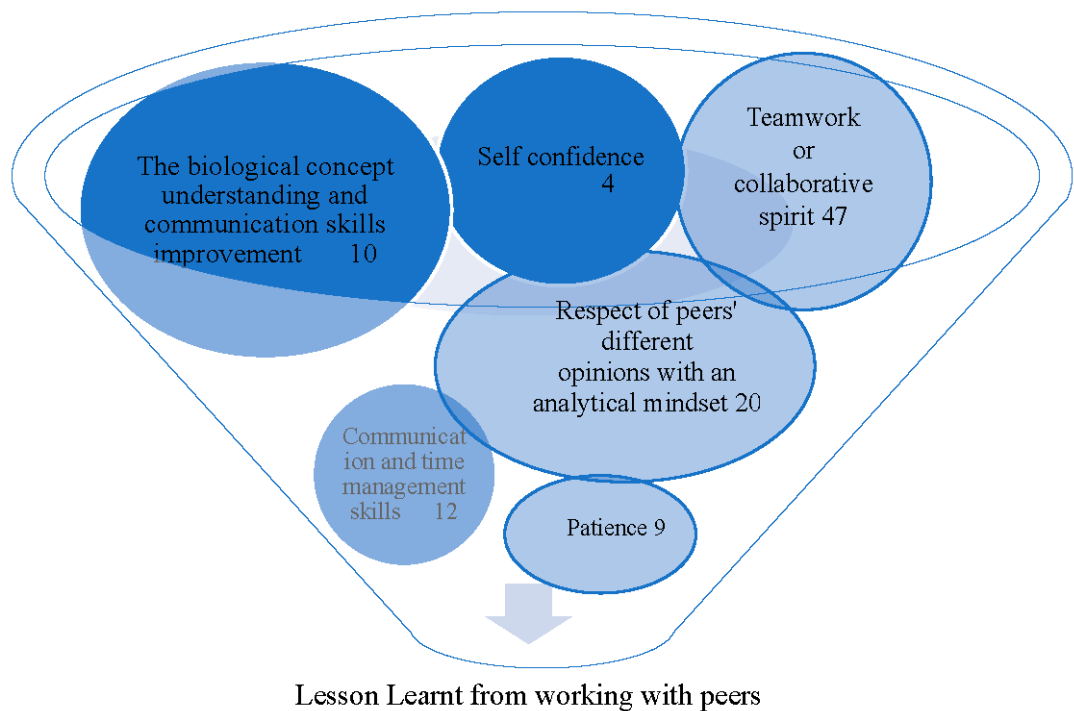 The biological concept
understanding and
communication skills
improvement 10
Self confidence
4
Teamwork
or
collaborative
spirit 47
Respect of peers'
different
opinions with an
analytical mindset 20
Communicat
ion and time
management
skills 12
Patience 9
Lesson Learnt from working with peers